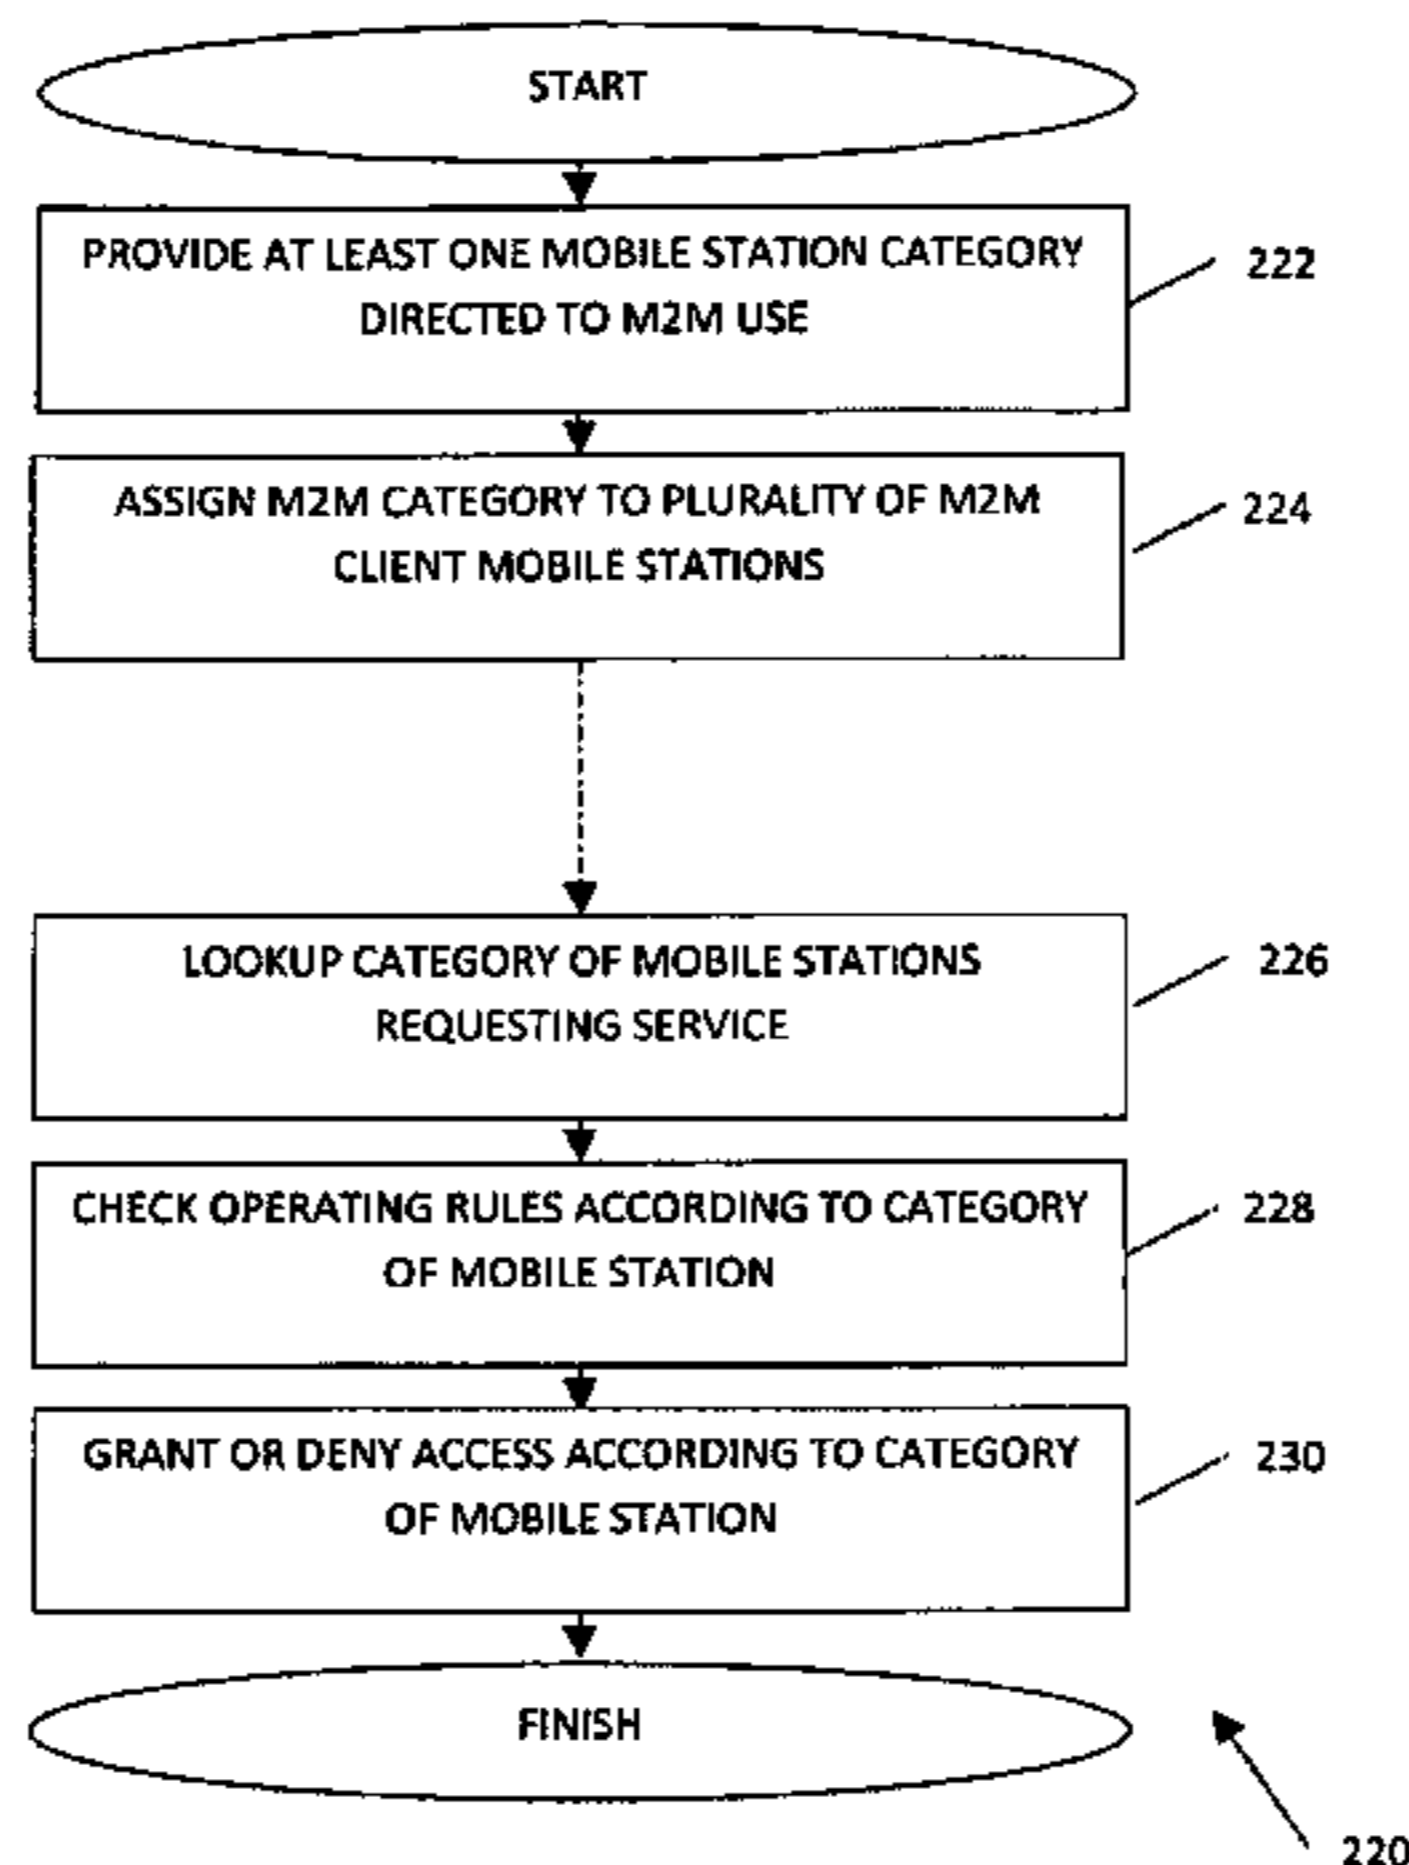 START
PROVIDE AT LEAST ONE MOBILE STATION CATEGORY
DIRECTED TO M2M USE
222
ASSIGN M2M CATEGORY TO PLURALITY OF M2M
CLIENT MOBILE STATIONS
224
LOOKUP CATEGORY OF MOBILE STATIONS
REQUESTING SERVICE
226
CHECK OPERATING RULES ACCORDING TO CATEGORY
OF MOBILE STATION
228
GRANT OR DENY ACCESS ACCORDING TO CATEGORY
OF MOBILE STATION
230
FINISH
220